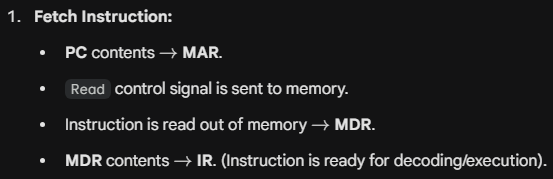 1. Fetch Instruction:
• PC contents → MAR.
• Read control signal is sent to memory.
• Instruction is read out of memory → MDR.
• MDR contents → IR. (Instruction is ready for decoding/execution).